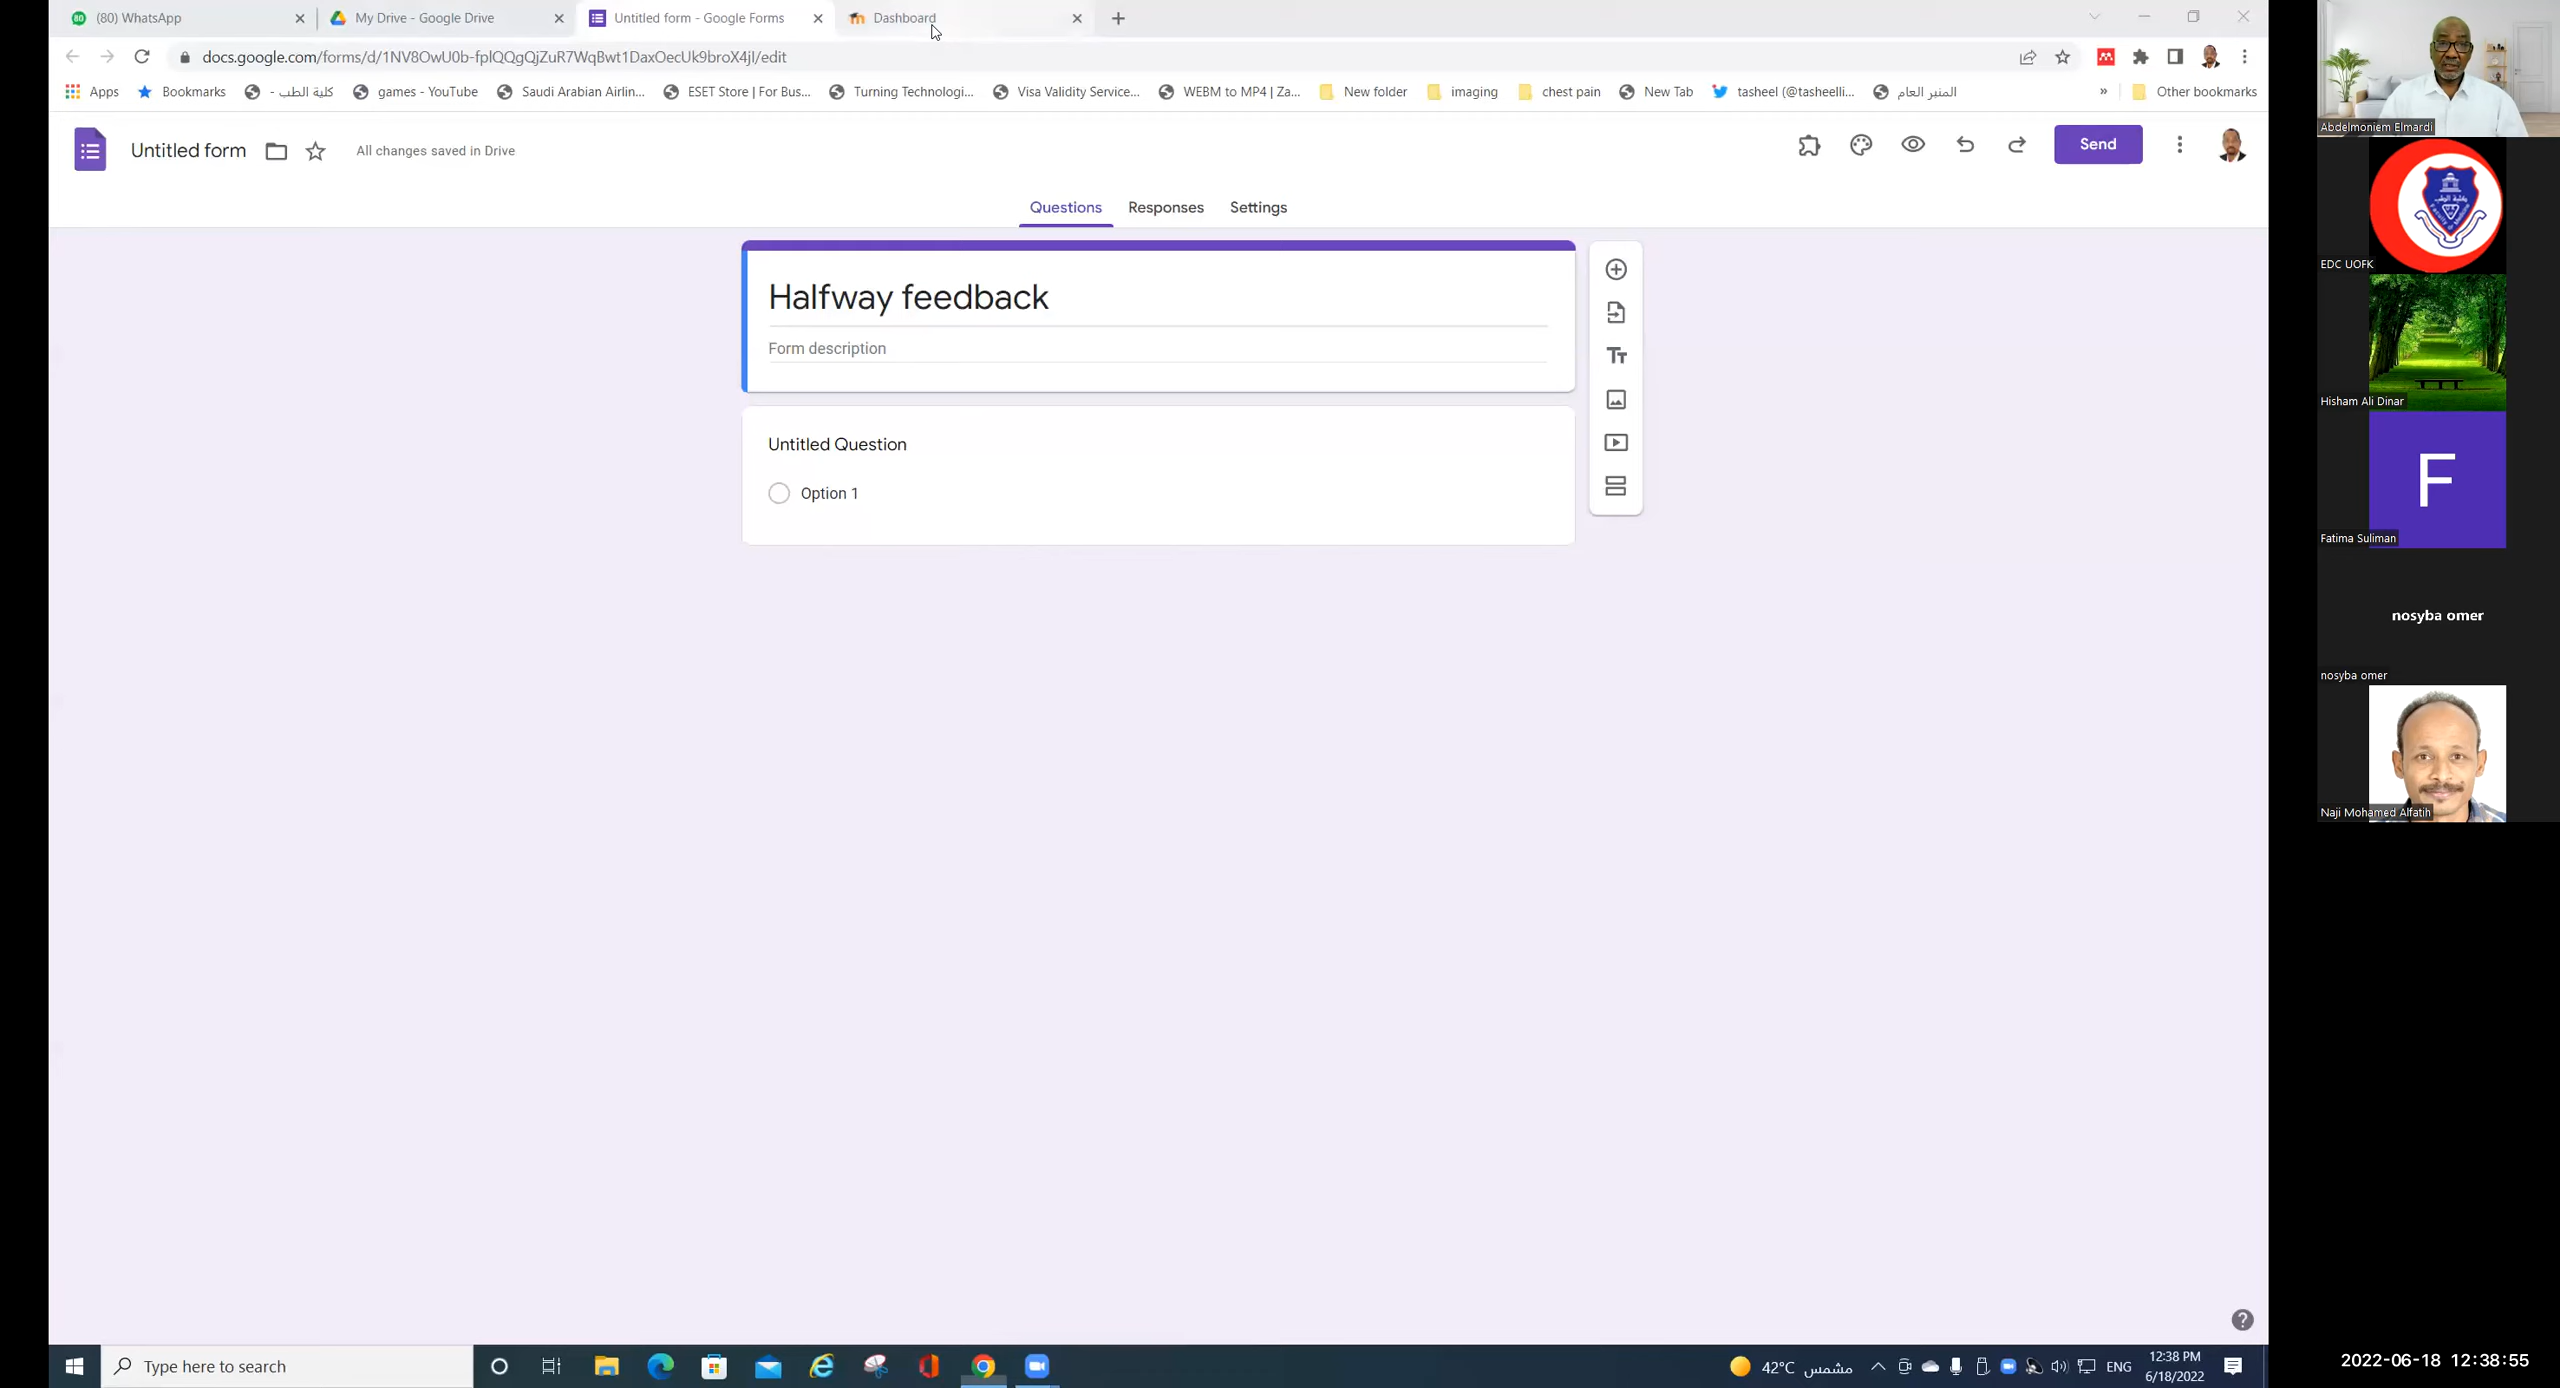 (80) WhatsApp
My Drive - Google Drive
Untitled form - Google Forms
Dashboard
docs.google.com/forms/d/1NV8OwU0b-fplQQgQjZuR7WqBwt1DaxOecUk9broX4jI/edit
Apps
Bookmarks
كلية الطب -
games - YouTube
Saudi Arabian Airlin...
ESET Store | For Bus...
Turning Technologi...
Visa Validity Service...
WEBM to MP4 | Za...
New folder
imaging
chest pain
New Tab
tasheel (@tasheelli...
المنبر العام
»
Other bookmarks
Untitled form
All changes saved in Drive
Send
Questions
Responses
Settings
Halfway feedback
Form description
Untitled Question
Option 1
Abdelmoniem Elmardi
EDC UOFK
Hisham Ali Dinar
F
Fatima Suliman
nosyba omer
nosyba omer
Naji Mohamed Alfatih
Type here to search
42°C مشمس
ENG
12:38 PM
6/18/2022
2022-06-18 12:38:55